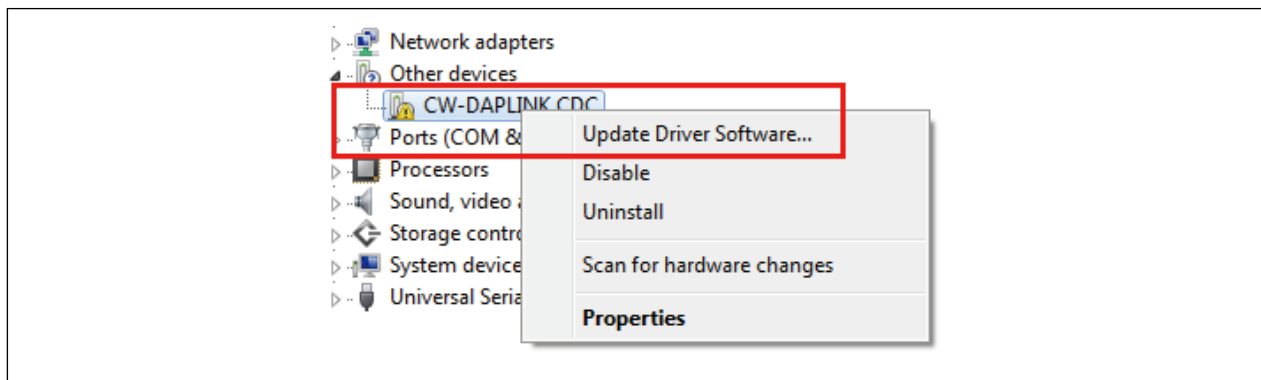 Network adapters
Other devices
CW-DAPLINK CDC
Ports (COM &
Update Driver Software...
Processors
Disable
Sound, video
Uninstall
Storage contro
System device
Scan for hardware changes
Universal Seria
Properties